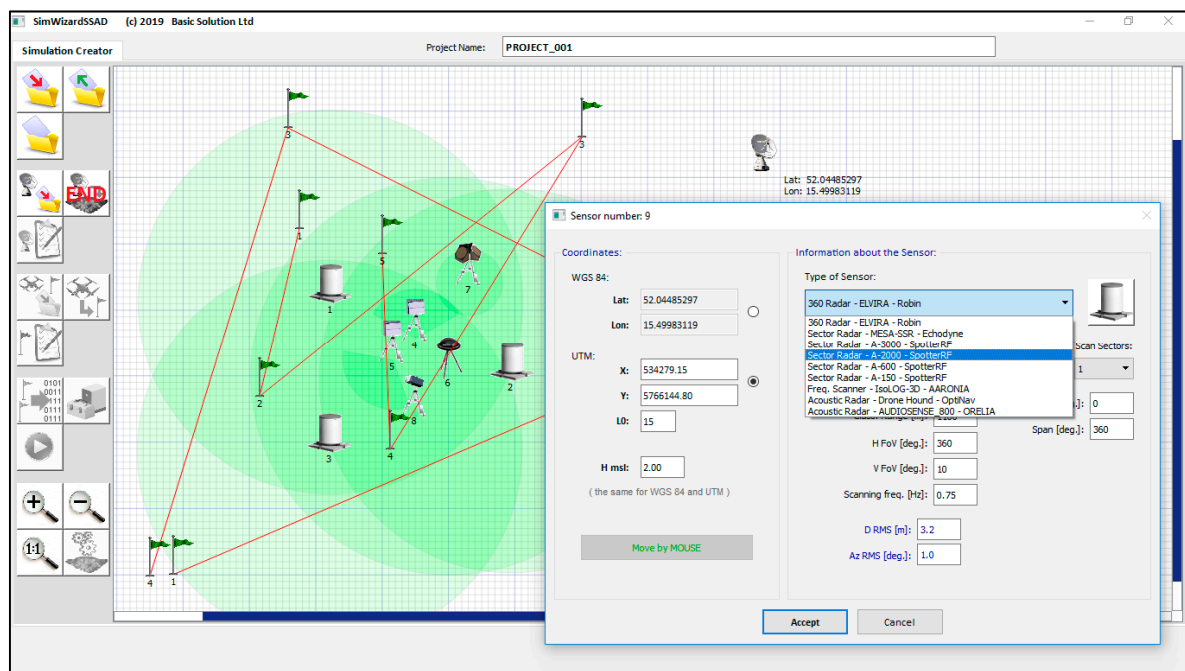 SimWizardSSAD (c) 2019 Basic Solution Ltd
Simulation Creator
Project Name: PROJECT_001
3
3
Lat: 52.04485297
Lon: 15.49983119
1
5
7
1
4
5
6
2
2
8
3
4
4
1
END
0101
0011
0111
0111
1:1
Sensor number: 9
Coordinates:
WGS 84:
Lat: 52.04485297
Lon: 15.49983119
UTM:
X: 534279.15
Y: 5766144.80
L0: 15
H msl: 2.00
( the same for WGS 84 and UTM )
Move by MOUSE
Information about the Sensor:
Type of Sensor:
360 Radar - ELVIRA - Robin
360 Radar - ELVIRA - Robin
Sector Radar - MESA-SSR - Echodyne
Sector Radar - A-3000 - SpotterRF
Sector Radar - A-2000 - SpotterRF
Sector Radar - A-600 - SpotterRF
Sector Radar - A-150 - SpotterRF
Freq. Scanner - IsoLOG-3D - AARONIA
Acoustic Radar - Drone Hound - OptiNav
Acoustic Radar - AUDIOSENSE_800 - ORELIA
Scan Sectors:
1
.]: 0
Span [deg.]: 360
H FoV [deg.]: 360
V FoV [deg.]: 10
Scanning freq. [Hz]: 0.75
D RMS [m]: 3.2
Az RMS [deg.]: 1.0
Accept
Cancel